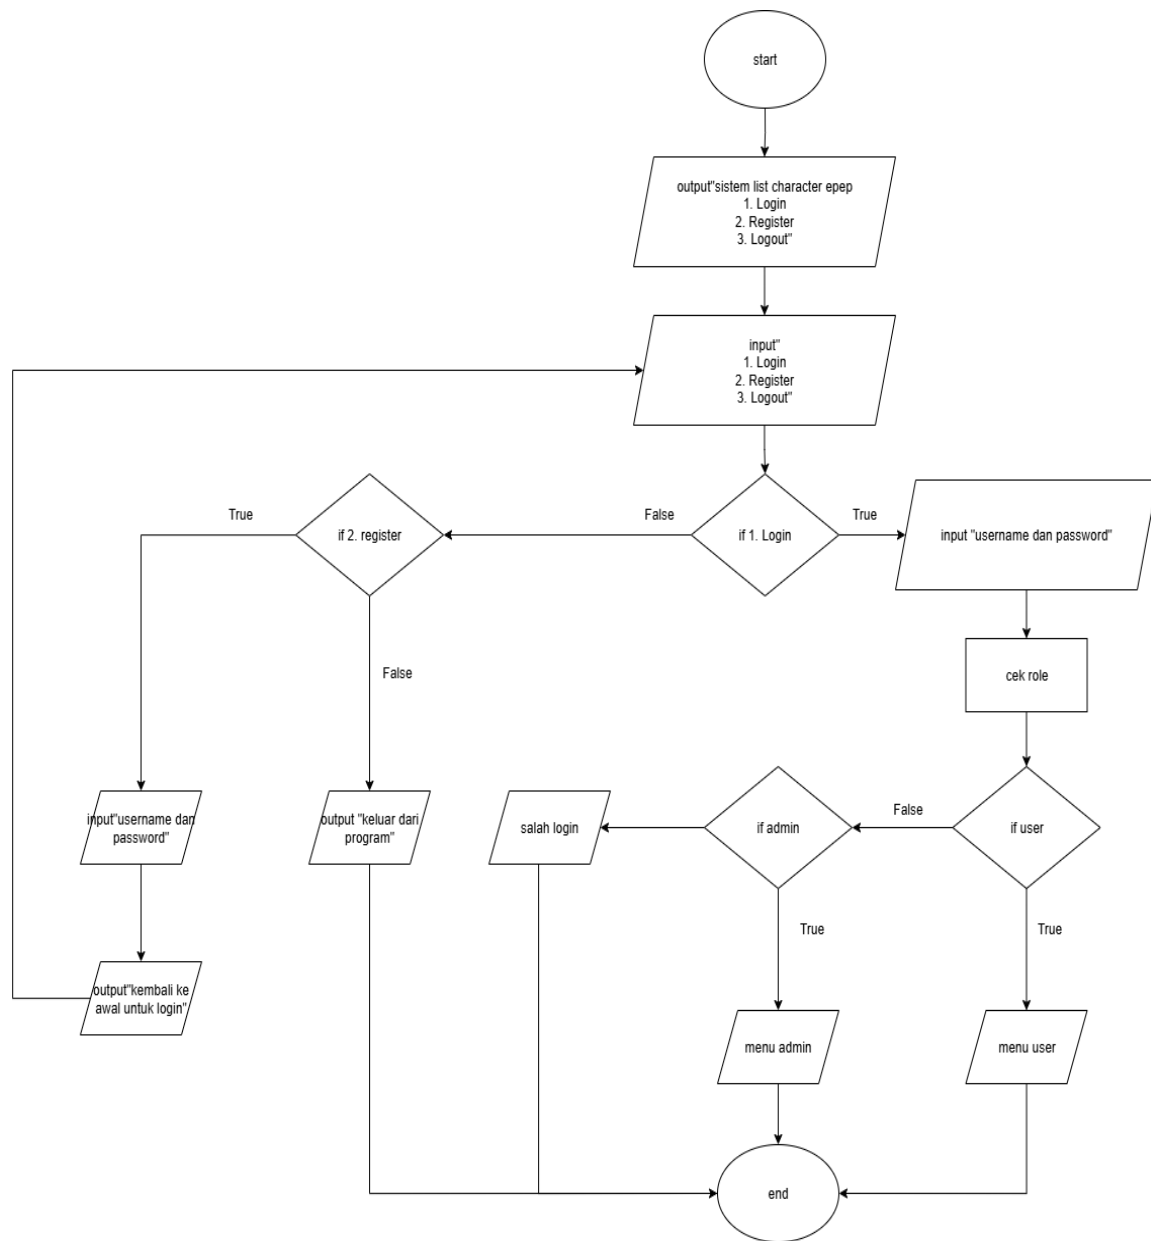 start
output"sistem list character epep
1. Login
2. Register
3. Logout"
input"
1. Login
2. Register
3. Logout"
True
if 2. register
False
if 1. Login
True
input "username dan password"
False
cek role
input"username dan
password"
output "keluar dari
program"
salah login
if admin
False
if user
True
True
output"kembali ke
awal untuk login"
menu admin
menu user
end